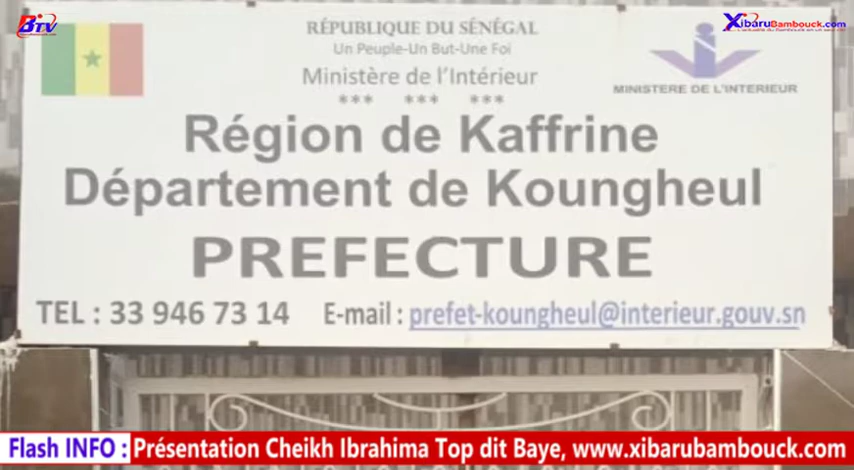 BTV
XibaruBambouck.com
RÉPUBLIQUE DU SÉNÉGAL
Un Peuple-Un But-Une Foi
Ministère de l'Intérieur
*** *** ***
MINISTERE DE L'INTERIEUR
Région de Kaffrine
Département de Koungheul
PREFECTURE
TEL : 33 946 73 14 E-mail : prefet-koungheul@interieur.gouv.sn
Flash INFO : Présentation Cheikh Ibrahima Top dit Baye, www.xibarubambouck.com